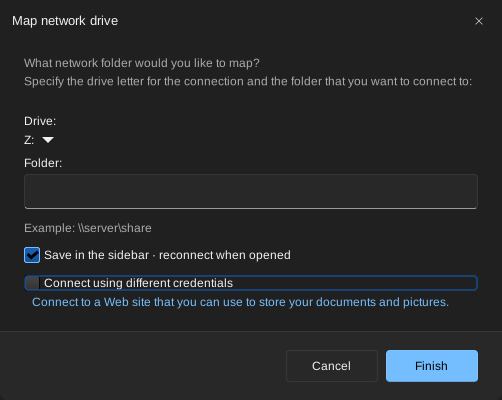 Map network drive
What network folder would you like to map?
Specify the drive letter for the connection and the folder that you want to connect to:
Drive:
Z:
Folder:
Example: \\server\share
Save in the sidebar · reconnect when opened
Connect using different credentials
Connect to a Web site that you can use to store your documents and pictures.
Cancel
Finish